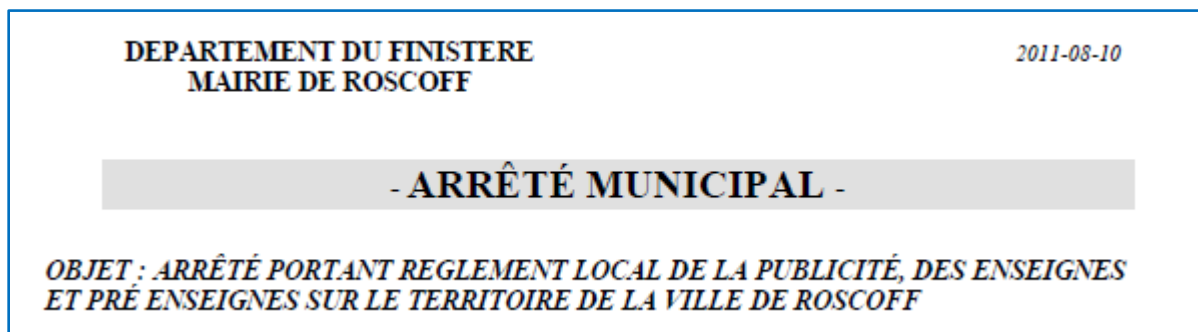 DEPARTEMENT DU FINISTERE
2011-08-10
MAIRIE DE ROSCOFF
- ARRÊTÉ MUNICIPAL -
OBJET : ARRÊTÉ PORTANT REGLEMENT LOCAL DE LA PUBLICITÉ, DES ENSEIGNES
ET PRÉ ENSEIGNES SUR LE TERRITOIRE DE LA VILLE DE ROSCOFF